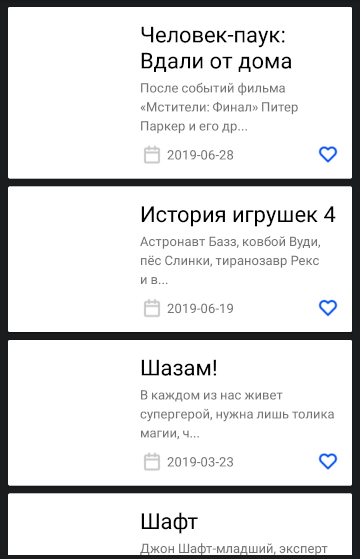 Человек-паук:
Вдали от дома
После событий фильма
«Мстители: Финал» Питер
Паркер и его др...
2019-06-28
История игрушек 4
Астронавт Базз, ковбой Вуди,
пёс Слинки, тиранозавр Рекс
и в...
2019-06-19
Шазам!
В каждом из нас живет
супергерой, нужна лишь толика
магии, ч...
2019-03-23
Шафт
Джон Шафт-младший, эксперт